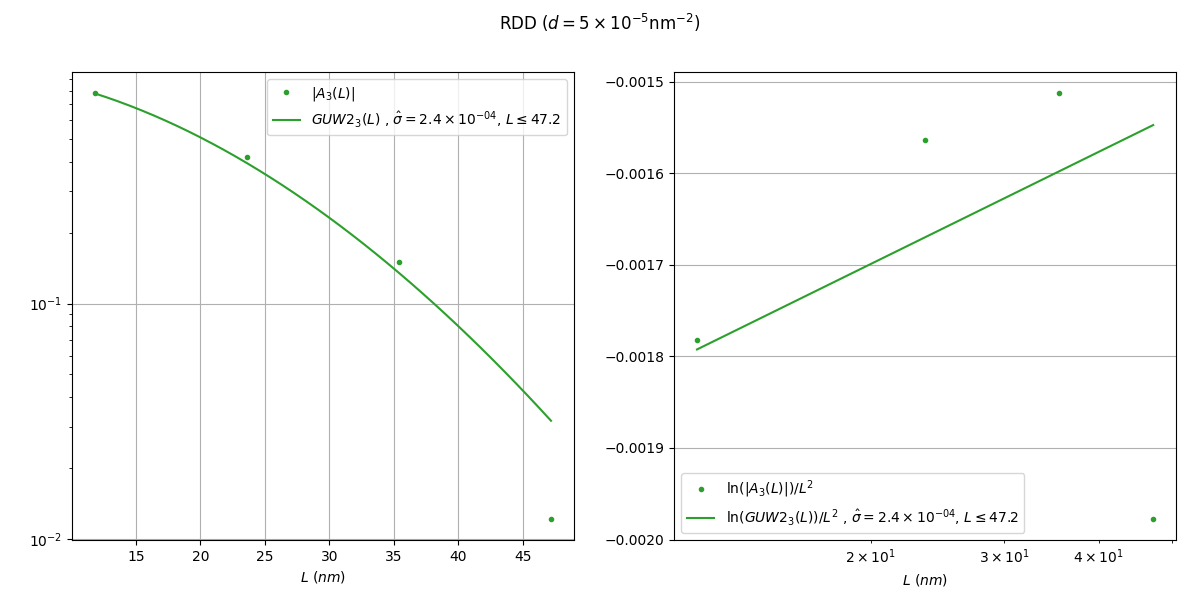 RDD (d = 5 × 10⁻⁵nm⁻²)
|A₃(L)|
GUW2₃(L) , σ̂ = 2.4 × 10⁻⁰⁴, L ≤ 47.2
10⁻¹
10⁻²
15 20 25 30 35 40 45
L (nm)
−0.0015
−0.0016
−0.0017
−0.0018
−0.0019
−0.0020
ln(|A₃(L)|)/L²
ln(GUW2₃(L))/L² , σ̂ = 2.4 × 10⁻⁰⁴, L ≤ 47.2
2 × 10¹ 3 × 10¹ 4 × 10¹
L (nm)